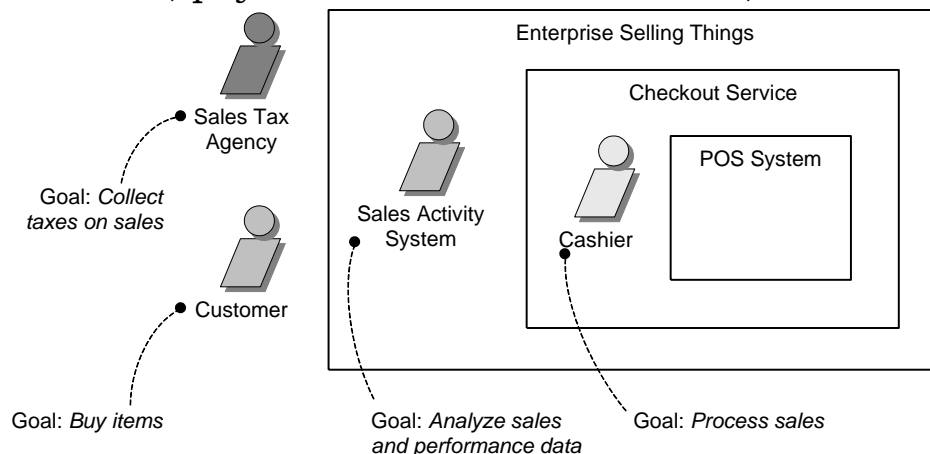 Enterprise Selling Things
Checkout Service
POS System
Sales Tax
Agency
Goal: Collect
taxes on sales
Sales Activity
System
Cashier
Customer
Goal: Buy items
Goal: Analyze sales
and performance data
Goal: Process sales